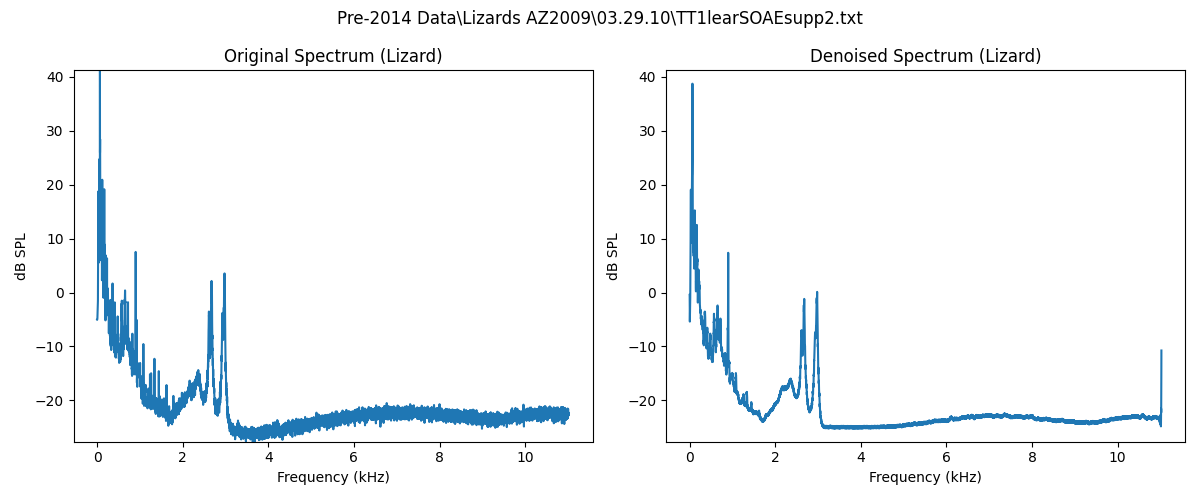 Pre-2014 Data\Lizards AZ2009\03.29.10\TT1learSOAEsupp2.txt
Original Spectrum (Lizard)
40
30
20
10
0
−10
−20
dB SPL
0 2 4 6 8 10
Frequency (kHz)
Denoised Spectrum (Lizard)
40
30
20
10
0
−10
−20
dB SPL
0 2 4 6 8 10
Frequency (kHz)